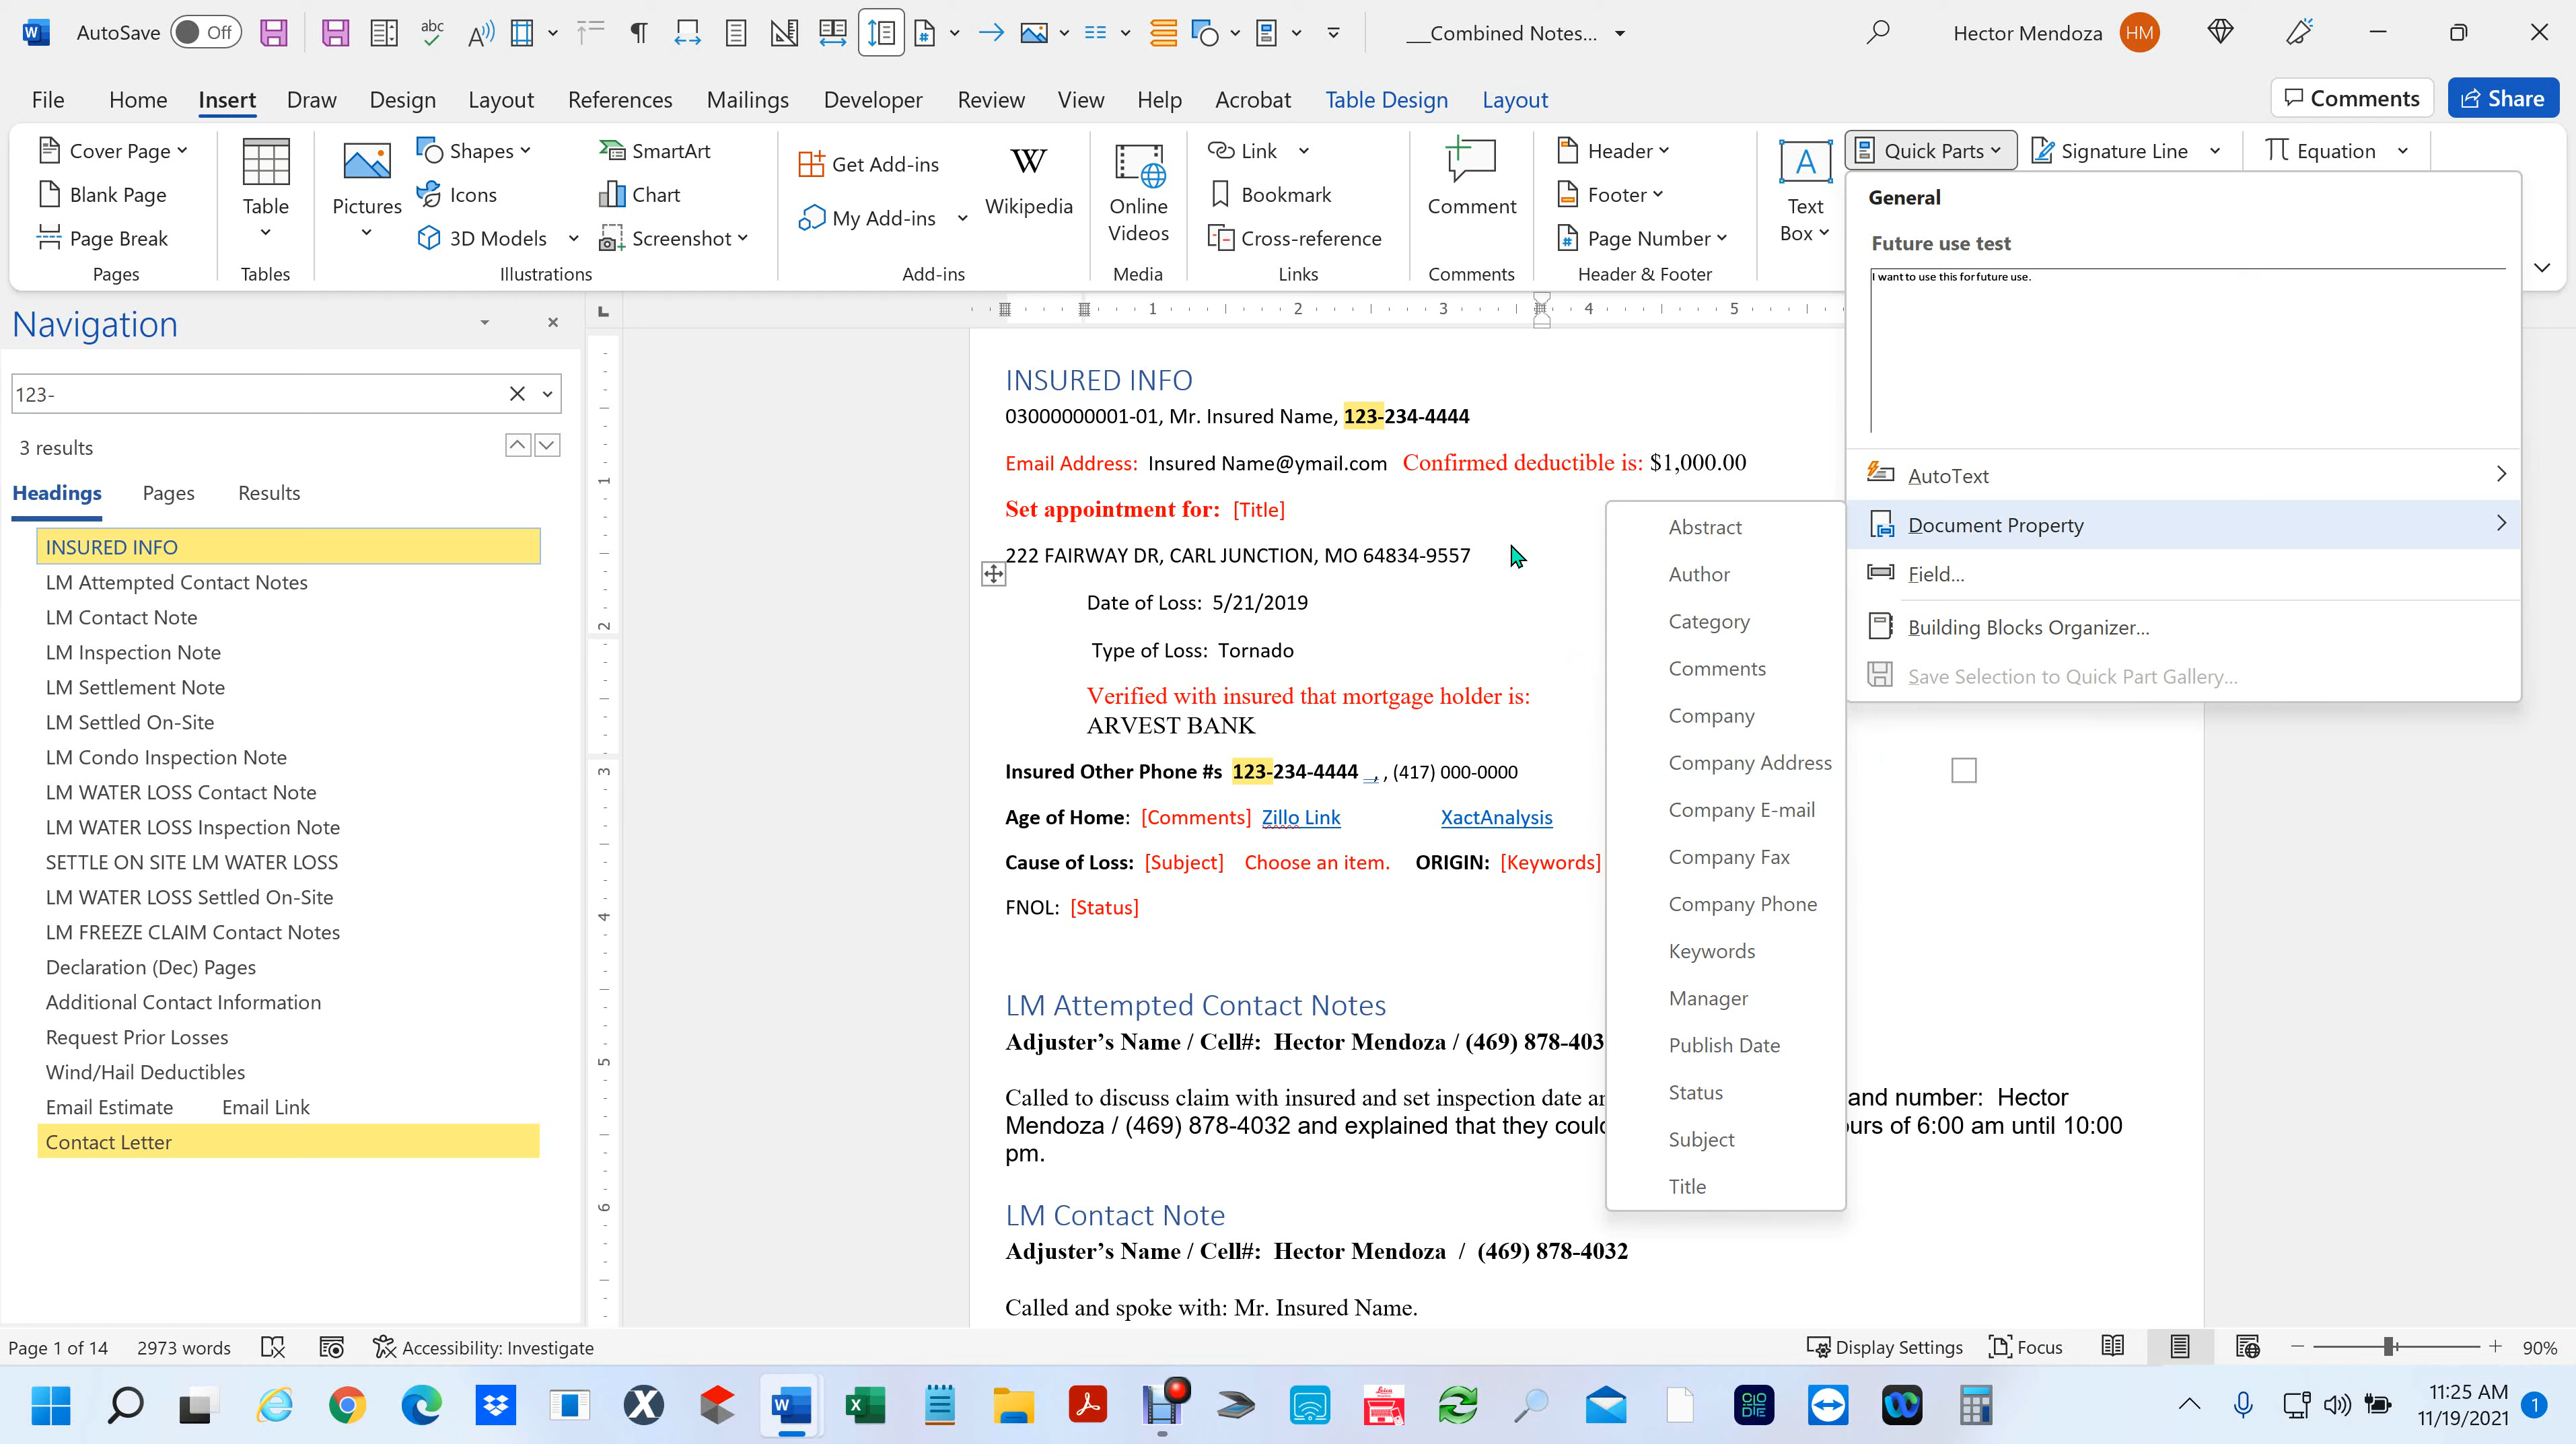 AutoSave Off abc __Combined Notes... Hector Mendoza HM
File Home Insert Draw Design Layout References Mailings Developer Review View Help Acrobat Table Design Layout Comments Share
Cover Page
Blank Page
Page Break
Pages
Table
Tables
Pictures
Shapes
Icons
3D Models
SmartArt
Chart
Screenshot
Illustrations
Get Add-ins
My Add-ins
W
Wikipedia
Add-ins
Online
Videos
Media
Link
Bookmark
Cross-reference
Links
Comment
Comments
Header
Footer
Page Number
Header & Footer
A
Text
Box
Quick Parts
Signature Line
Equation
General
Future use test
I want to use this for future use.
AutoText
Document Property
Field...
Building Blocks Organizer...
Save Selection to Quick Part Gallery...
Abstract
Author
Category
Comments
Company
Company Address
Company E-mail
Company Fax
Company Phone
Keywords
Manager
Publish Date
Status
Subject
Title
Navigation
123-
3 results
Headings Pages Results
INSURED INFO
LM Attempted Contact Notes
LM Contact Note
LM Inspection Note
LM Settlement Note
LM Settled On-Site
LM Condo Inspection Note
LM WATER LOSS Contact Note
LM WATER LOSS Inspection Note
SETTLE ON SITE LM WATER LOSS
LM WATER LOSS Settled On-Site
LM FREEZE CLAIM Contact Notes
Declaration (Dec) Pages
Additional Contact Information
Request Prior Losses
Wind/Hail Deductibles
Email Estimate Email Link
Contact Letter
L
1 2 3 4 5
1
2
3
4
5
6
INSURED INFO
03000000001-01, Mr. Insured Name, 123-234-4444
Email Address: Insured Name@ymail.com Confirmed deductible is: $1,000.00
Set appointment for: [Title]
222 FAIRWAY DR, CARL JUNCTION, MO 64834-9557
Date of Loss: 5/21/2019
Type of Loss: Tornado
Verified with insured that mortgage holder is:
ARVEST BANK
Insured Other Phone #s 123-234-4444 , , (417) 000-0000
Age of Home: [Comments] Zillo Link XactAnalysis
Cause of Loss: [Subject] Choose an item. ORIGIN: [Keywords]
FNOL: [Status]
LM Attempted Contact Notes
Adjuster's Name / Cell#: Hector Mendoza / (469) 878-403
Called to discuss claim with insured and set inspection date and number: Hector
Mendoza / (469) 878-4032 and explained that they could urs of 6:00 am until 10:00
pm.
LM Contact Note
Adjuster's Name / Cell#: Hector Mendoza / (469) 878-4032
Called and spoke with: Mr. Insured Name.
Page 1 of 14 2973 words Accessibility: Investigate Display Settings Focus 90%
11:25 AM
11/19/2021
1